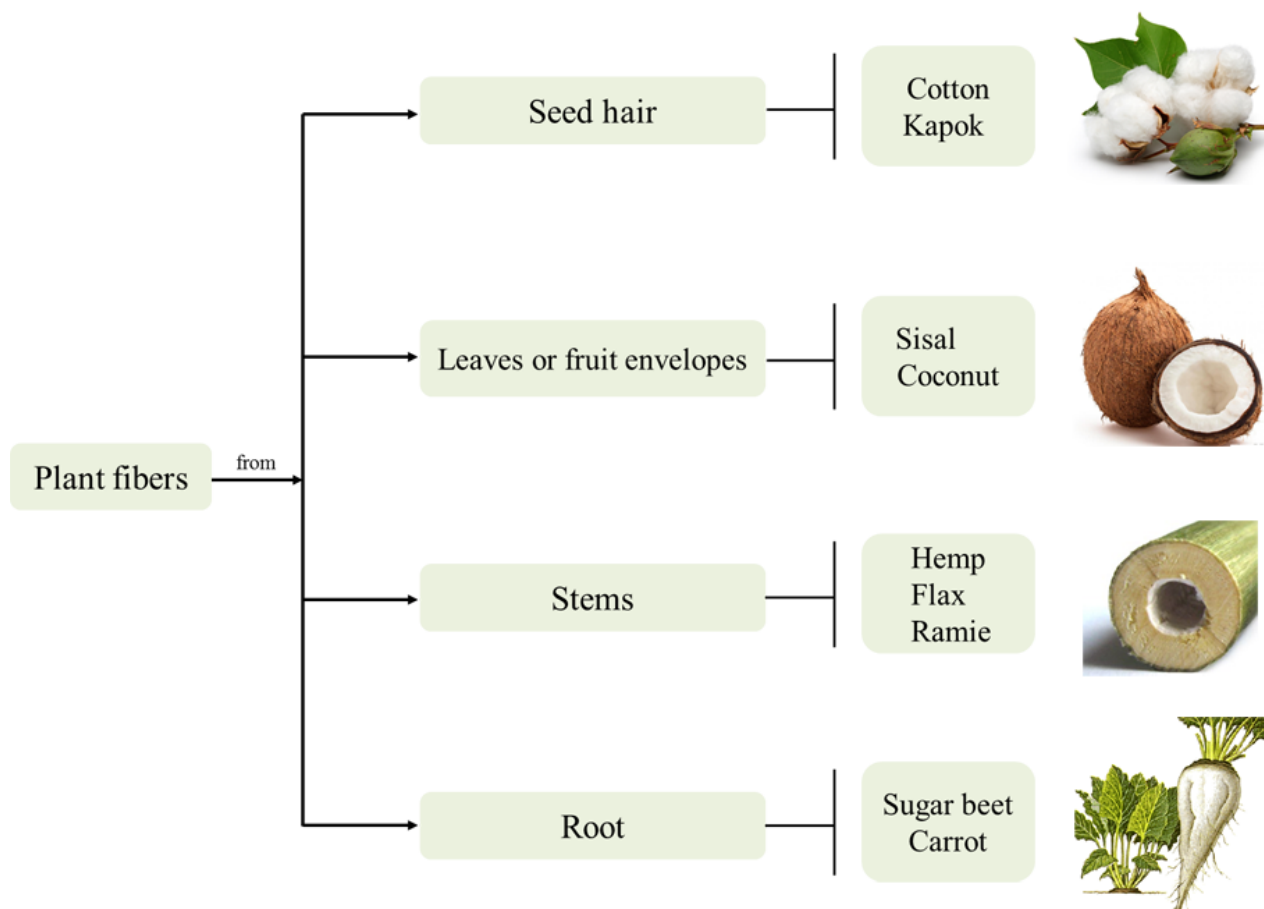 Seed hair
Cotton
Kapok
Leaves or fruit envelopes
Sisal
Coconut
Plant fibers
from
Stems
Hemp
Flax
Ramie
Root
Sugar beet
Carrot